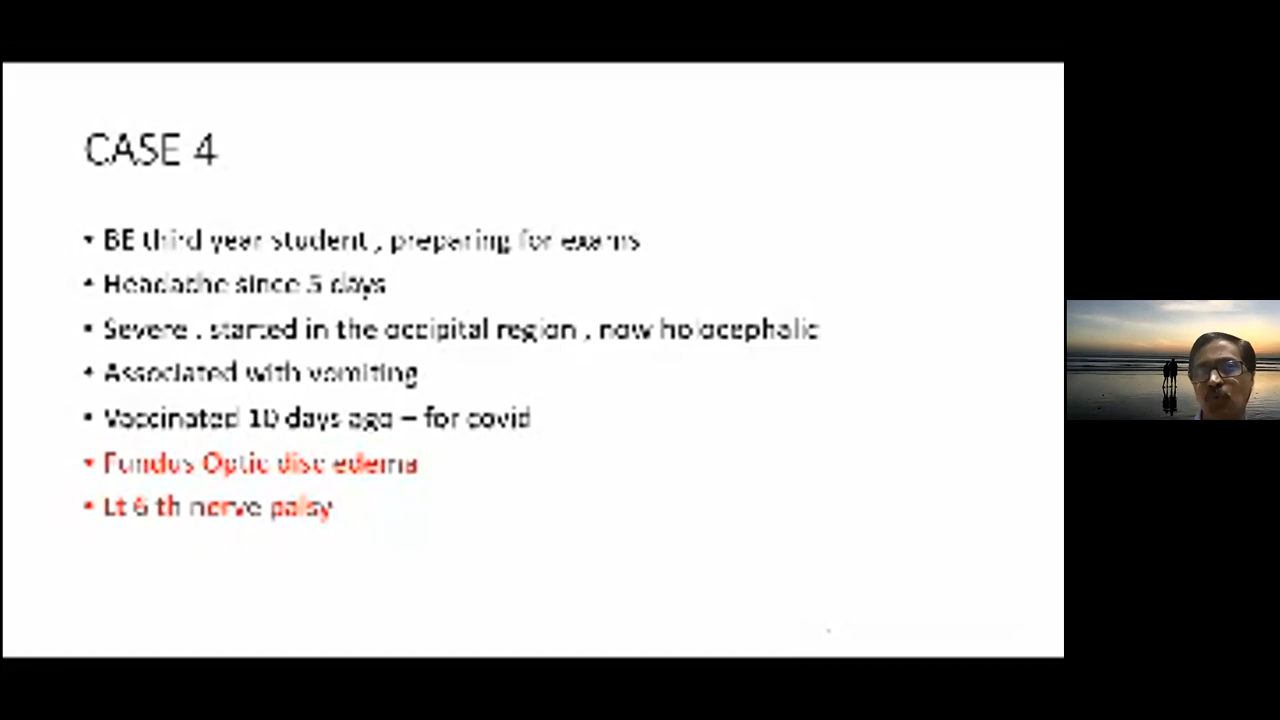 CASE 4
• BE third year student , preparing for exams
• Headache since 5 days
• Severe . started in the occipital region , now holocephalic
• Associated with vomiting
• Vaccinated 10 days ago – for covid
• Fundus Optic disc edema
• Lt 6 th nerve palsy